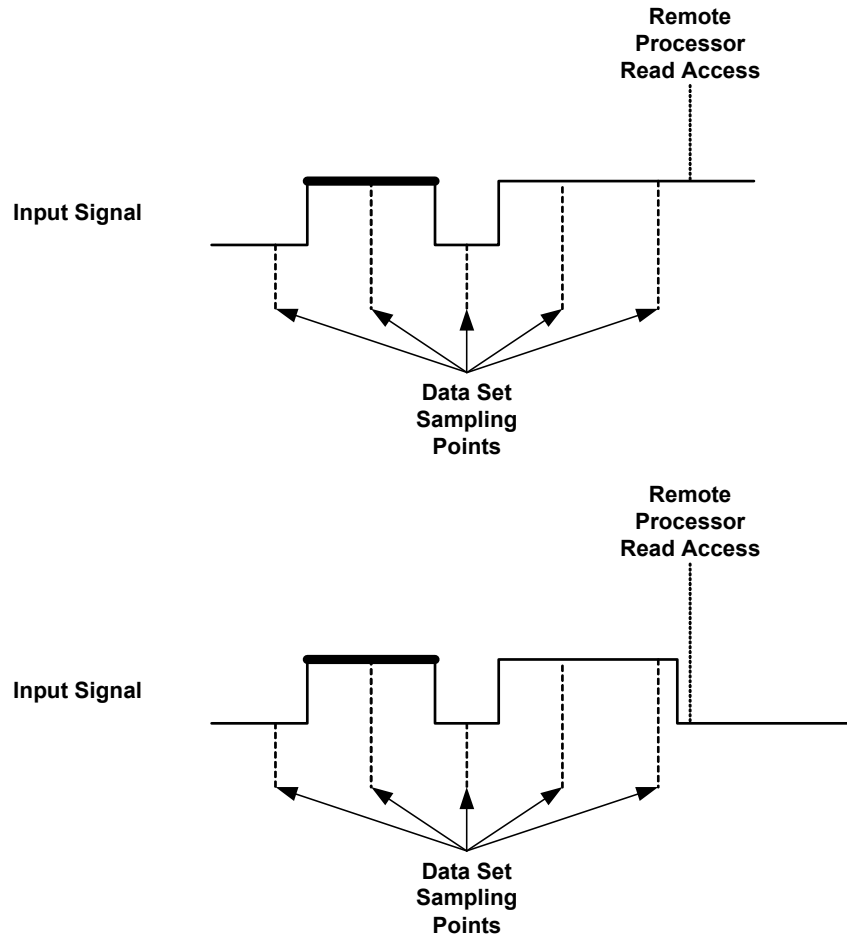 Remote
Processor
Read Access
Input Signal
Data Set
Sampling
Points
Remote
Processor
Read Access
Input Signal
Data Set
Sampling
Points